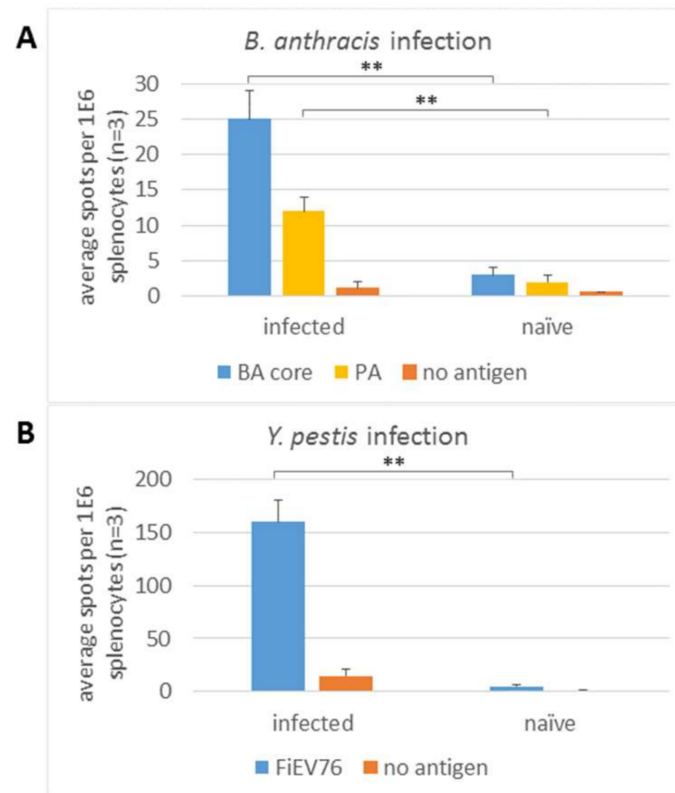 A
B. anthracis infection
**
**
average spots per 1E6
splenocytes (n=3)
30
25
20
15
10
5
0
infected
naïve
BA core
PA
no antigen
B
Y. pestis infection
**
average spots per 1E6
splenocytes (n=3)
200
150
100
50
0
infected
naïve
FiEV76
no antigen